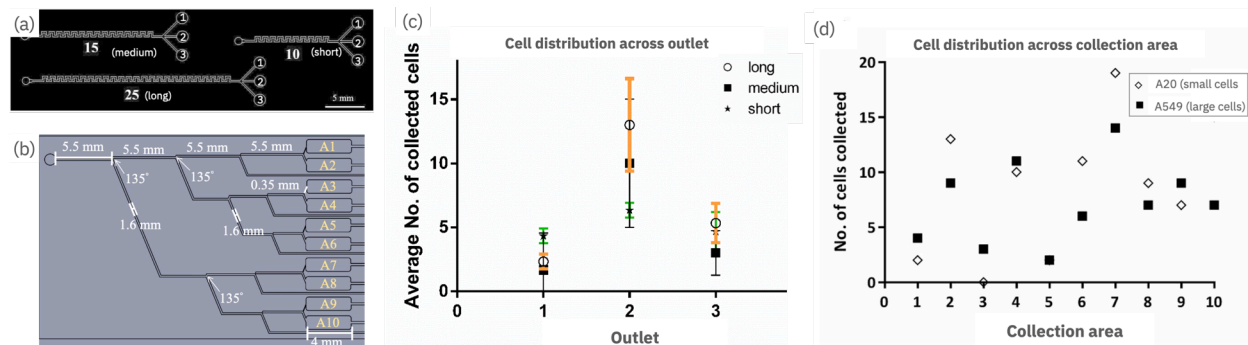 (a)
1
2
3
15
(medium)
1
2
3
10
(short)
1
2
3
25
(long)
5 mm
(b)
5.5 mm
5.5 mm
5.5 mm
5.5 mm
135°
135°
0.35 mm
1.6 mm
1.6 mm
135°
A1
A2
A3
A4
A5
A6
A7
A8
A9
A10
4 mm
(c)
Cell distribution across outlet
long
medium
short
Average No. of collected cells
15
10
5
0
0
1
2
3
Outlet
(d)
Cell distribution across collection area
A20 (small cells
A549 (large cells)
No. of cells collected
20
15
10
5
0
0
1
2
3
4
5
6
7
8
9
10
Collection area